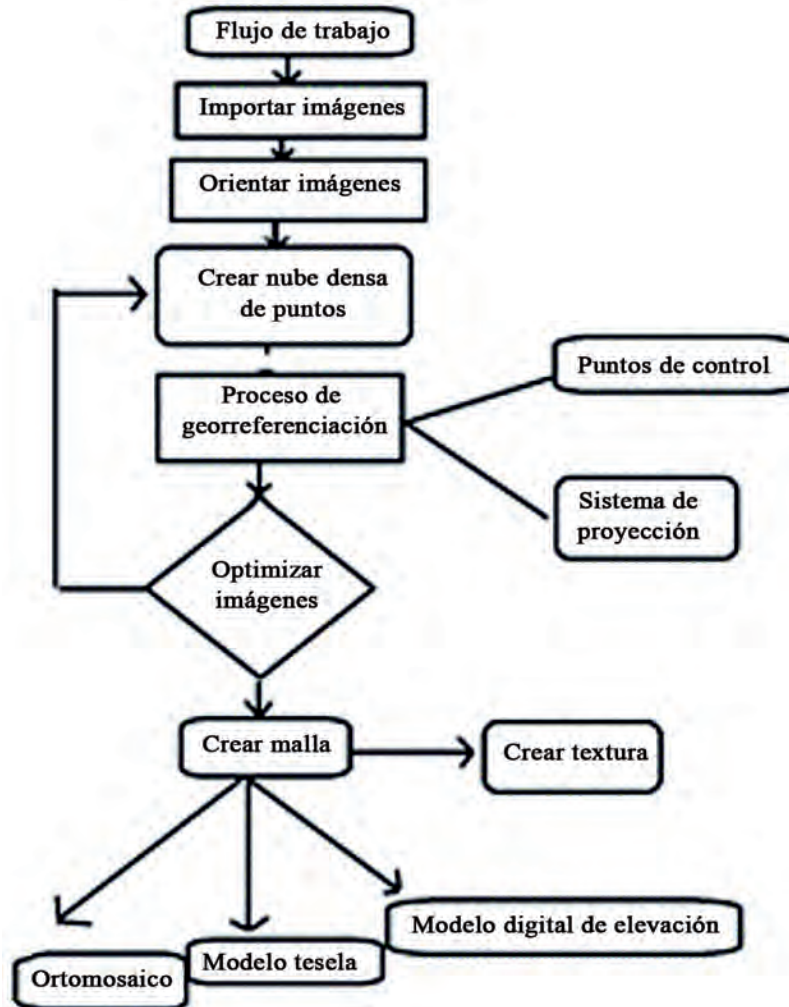 Flujo de trabajo
Importar imágenes
Orientar imágenes
Crear nube densa
de puntos
Proceso de
georreferenciación
Puntos de control
Sistema de
proyección
Optimizar
imágenes
Crear malla
Crear textura
Ortomosaico
Modelo tesela
Modelo digital de elevación